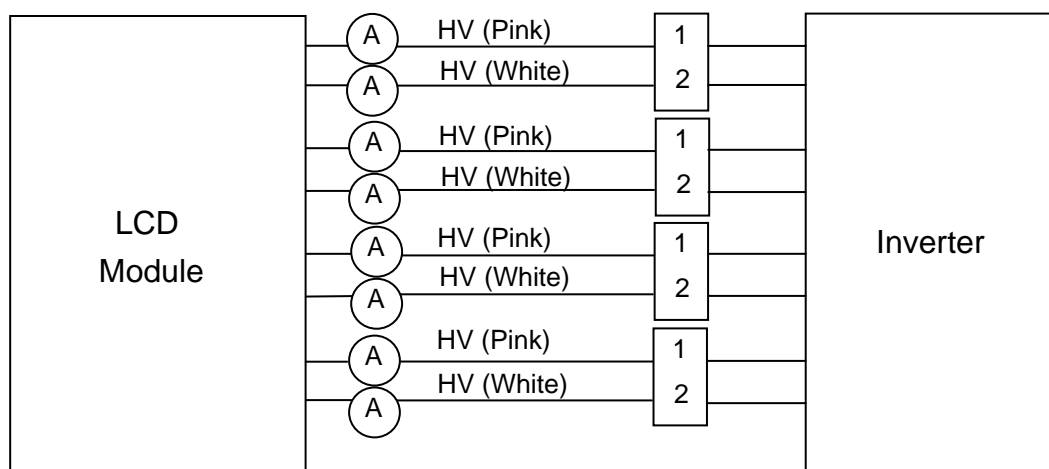 A HV (Pink) 1
A HV (White) 2
A HV (Pink) 1
A HV (White) 2
LCD
Module
A HV (Pink) 1
A HV (White) 2
Inverter
A HV (Pink) 1
A HV (White) 2